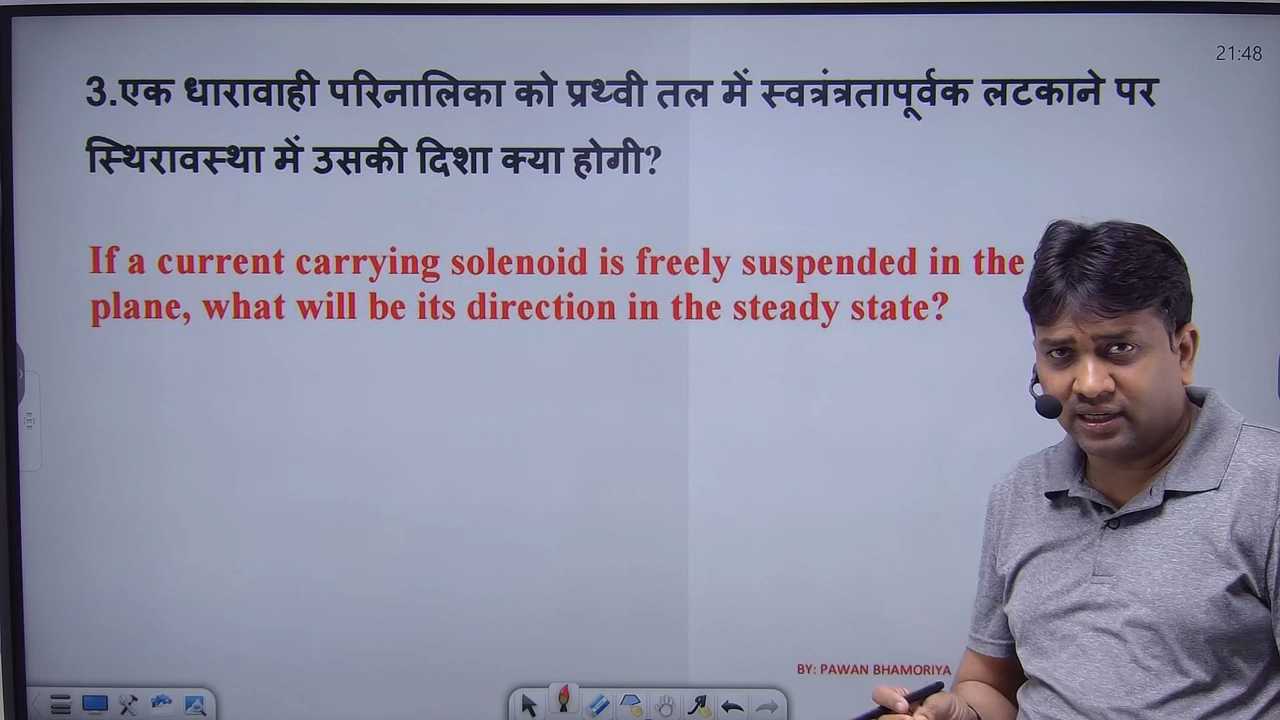 21:48
3.एक धारावाही परिनालिका को प्रथ्वी तल में स्वत्रंत्रतापूर्वक लटकाने पर
स्थिरावस्था में उसकी दिशा क्या होगी?
If a current carrying solenoid is freely suspended in the
plane, what will be its direction in the steady state?
BY: PAWAN BHAMORIYA